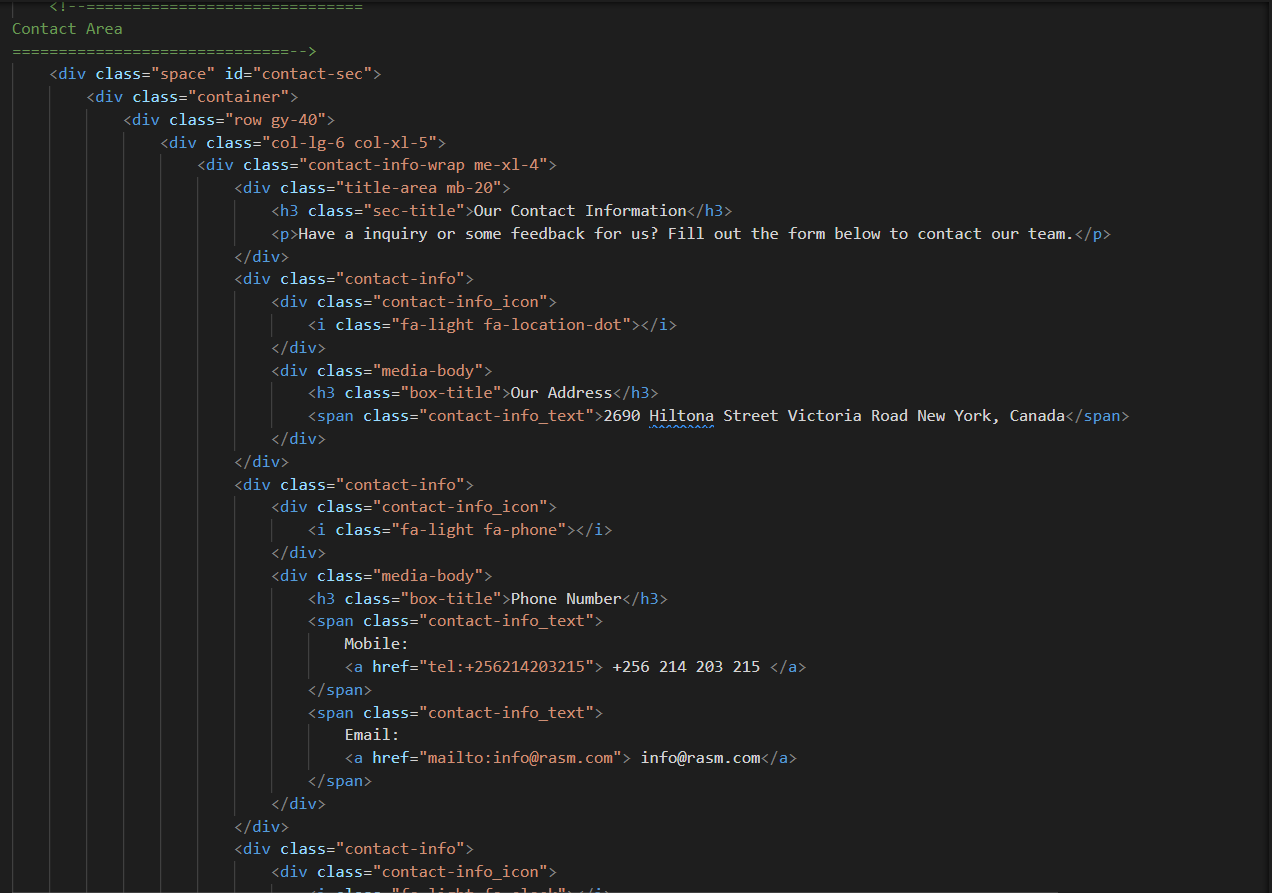 <!--==============================
Contact Area
==============================-->
<div class="space" id="contact-sec">
<div class="container">
<div class="row gy-40">
<div class="col-lg-6 col-xl-5">
<div class="contact-info-wrap me-xl-4">
<div class="title-area mb-20">
<h3 class="sec-title">Our Contact Information</h3>
<p>Have a inquiry or some feedback for us? Fill out the form below to contact our team.</p>
</div>
<div class="contact-info">
<div class="contact-info_icon">
<i class="fa-light fa-location-dot"></i>
</div>
<div class="media-body">
<h3 class="box-title">Our Address</h3>
<span class="contact-info_text">2690 Hiltona Street Victoria Road New York, Canada</span>
</div>
</div>
<div class="contact-info">
<div class="contact-info_icon">
<i class="fa-light fa-phone"></i>
</div>
<div class="media-body">
<h3 class="box-title">Phone Number</h3>
<span class="contact-info_text">
Mobile:
<a href="tel:+256214203215"> +256 214 203 215 </a>
</span>
<span class="contact-info_text">
Email:
<a href="mailto:info@rasm.com"> info@rasm.com</a>
</span>
</div>
</div>
<div class="contact-info">
<div class="contact-info_icon">
<i class="fa-light fa-clock"></i>